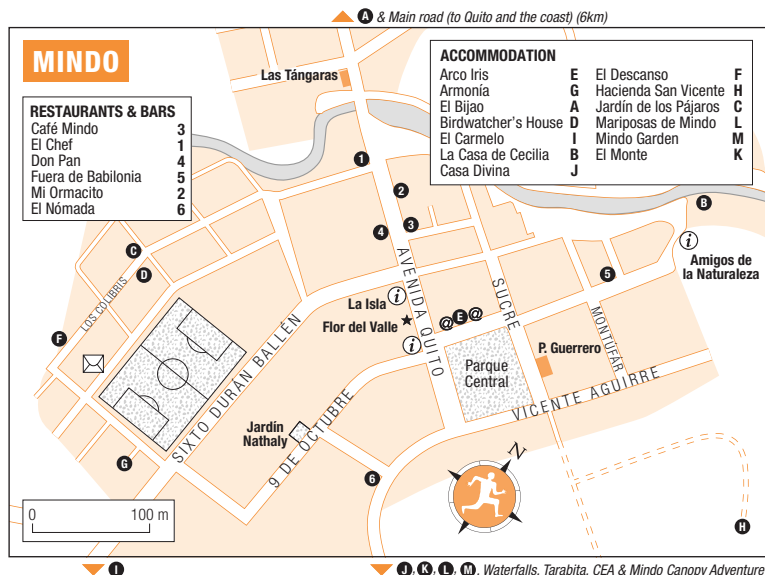 A & Main road (to Quito and the coast) (6km)
MINDO
RESTAURANTS & BARS
Café Mindo 3
El Chef 1
Don Pan 4
Fuera de Babilonia 5
Mi Ormacito 2
El Nómada 6
ACCOMMODATION
Arco Iris E
Armonía G
El Bijao A
Birdwatcher's House D
El Carmelo I
La Casa de Cecilia B
Casa Divina J
El Descanso F
Hacienda San Vicente H
Jardín de los Pájaros C
Mariposas de Mindo L
Mindo Garden M
El Monte K
Las Tángaras
1
2
3
4
B
C
D
i
Amigos de
la Naturaleza
5
LOS COLIBRIS
AVENIDA QUITO
SUCRE
La Isla
i
Flor del Valle
@ E @
i
MONTÚFAR
F
P. Guerrero
Parque
Central
SIXTO DURÁN BALLÉN
VICENTE AGUIRRE
Jardín
Nathaly
9 DE OCTUBRE
G
6
N
H
0 100 m
I
J, K, L, M, Waterfalls, Tarabita, CEA & Mindo Canopy Adventure